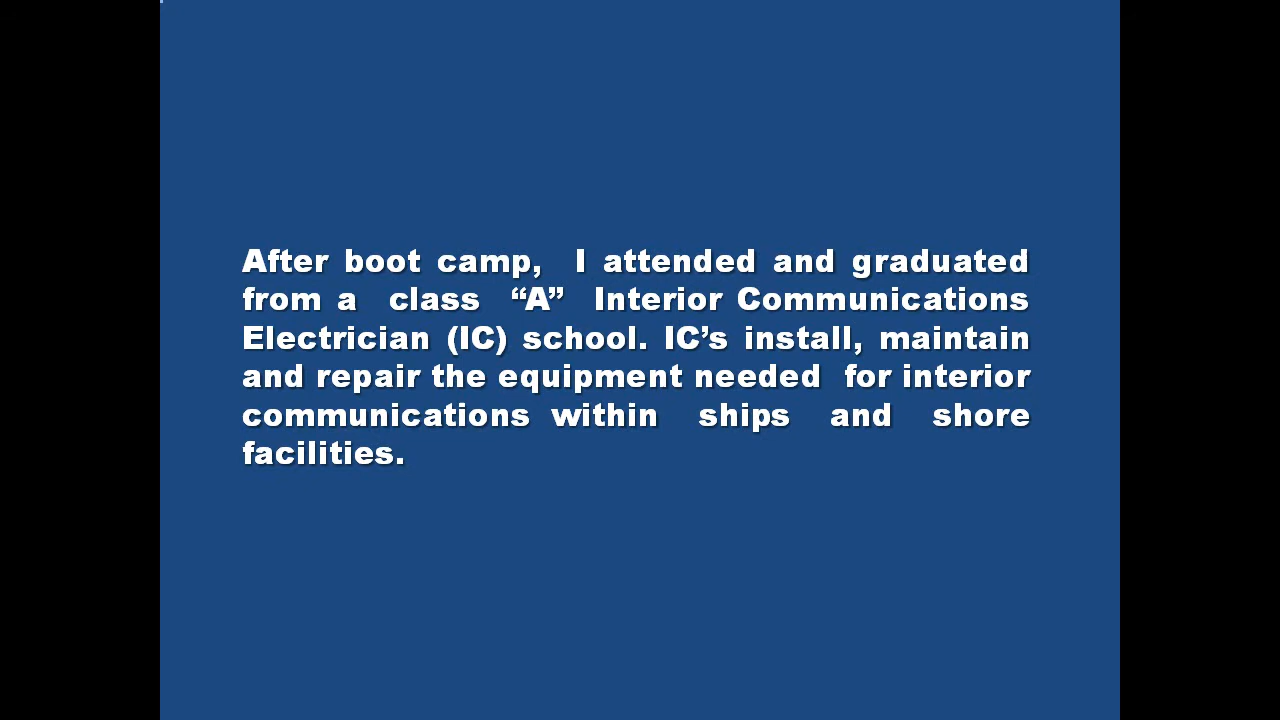 After boot camp, I attended and graduated
from a class “A” Interior Communications
Electrician (IC) school. IC’s install, maintain
and repair the equipment needed for interior
communications within ships and shore
facilities.